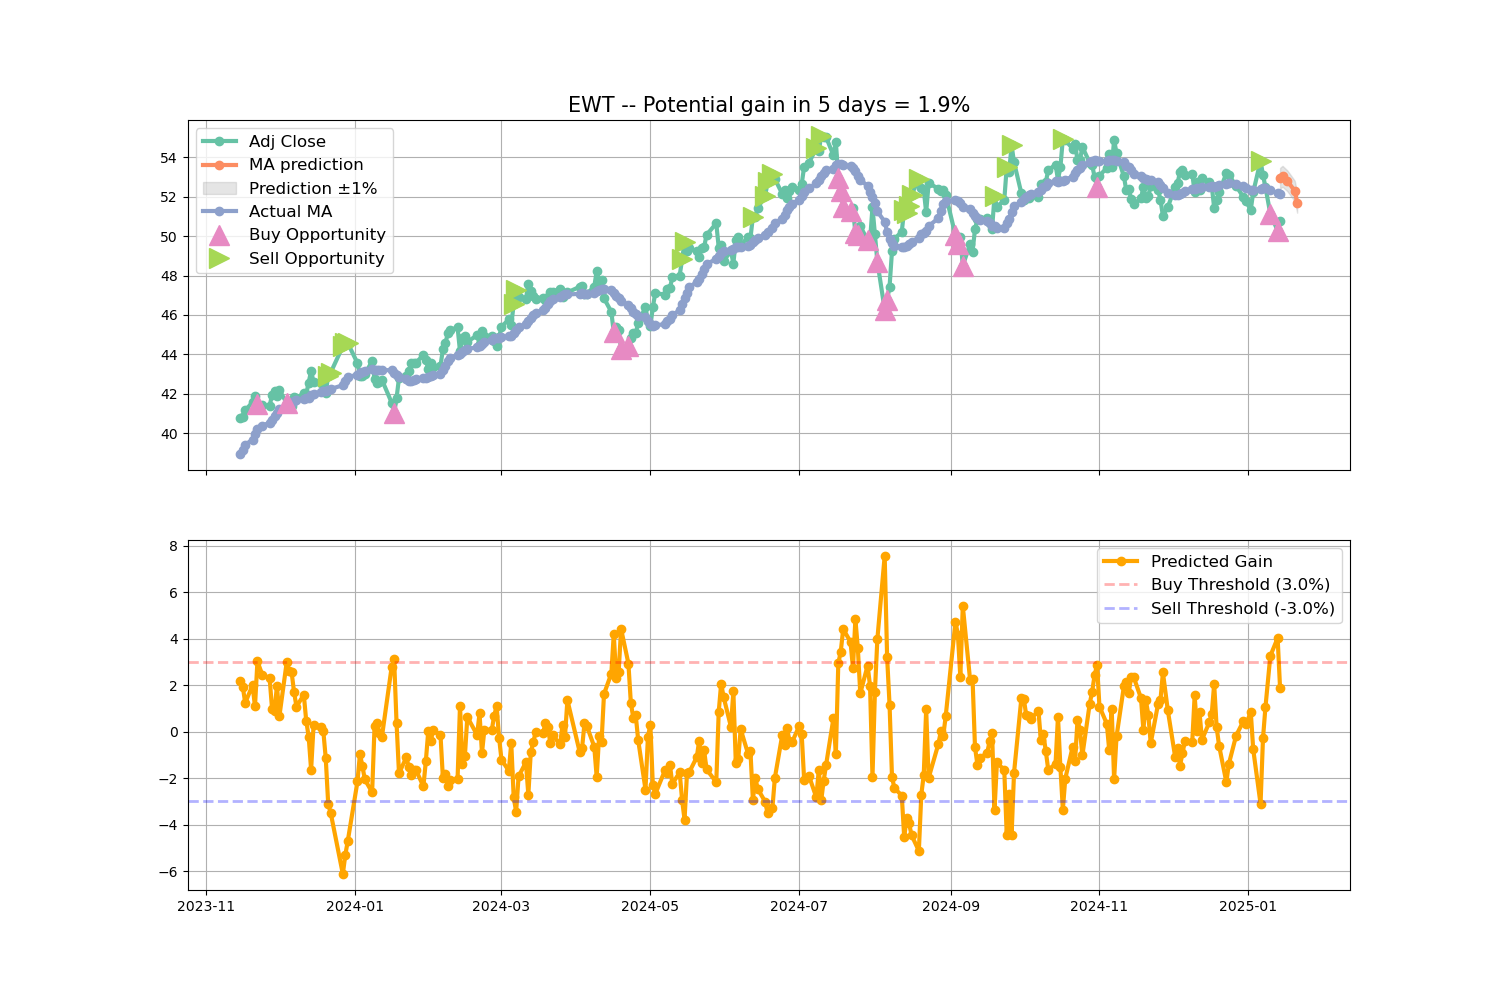 EWT -- Potential gain in 5 days = 1.9%
Adj Close
MA prediction
Prediction ±1%
Actual MA
Buy Opportunity
Sell Opportunity
54
52
50
48
46
44
42
40
Predicted Gain
Buy Threshold (3.0%)
Sell Threshold (-3.0%)
8
6
4
2
0
−2
−4
−6
2023-11
2024-01
2024-03
2024-05
2024-07
2024-09
2024-11
2025-01